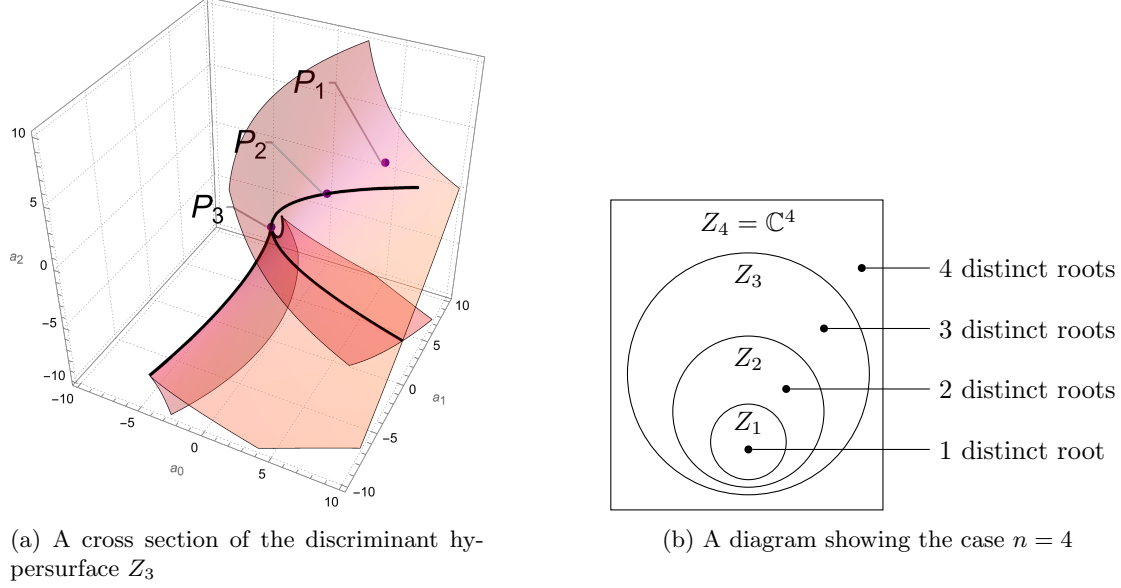 P₁
P₂
P₃
10
5
0
−5
−10
a₂
−10
−5
0
5
10
a₀
−10
−5
0
5
10
a₁
(a) A cross section of the discriminant hy-
persurface Z₃
Z₄ = ℂ⁴
Z₃
Z₂
Z₁
4 distinct roots
3 distinct roots
2 distinct roots
1 distinct root
(b) A diagram showing the case n = 4